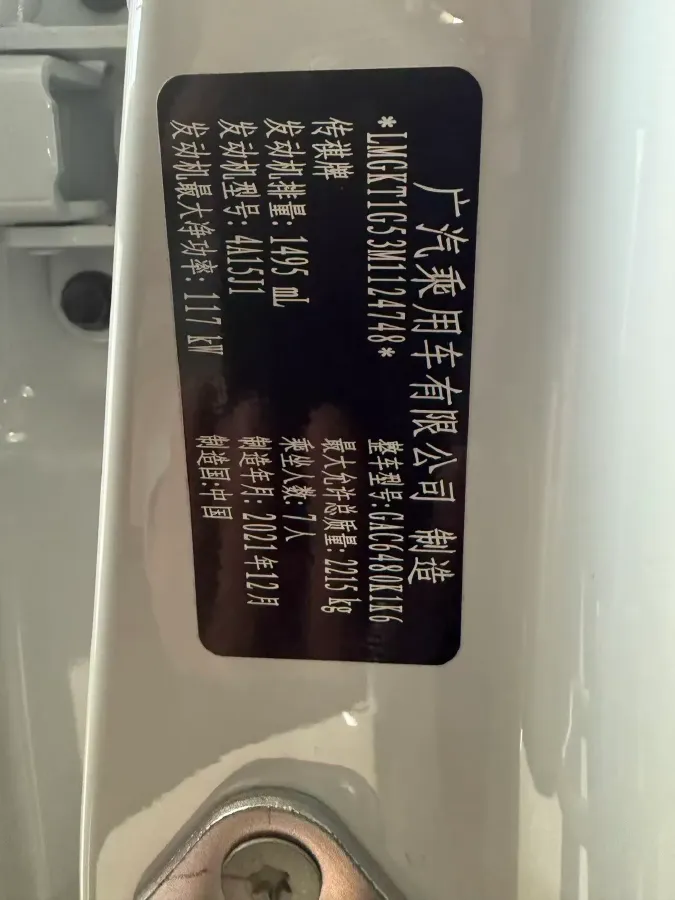 广汽乘用车有限公司 制造
*LMGKT1G53M1124748* 整车型号:GAC6480K1K6
传祺牌 最大允许总质量:2215kg
发动机排量:1495 mL 乘坐人数:7人
发动机型号:4A15J1 制造年月:2021年12月
发动机最大净功率:117 kW 制造国:中国